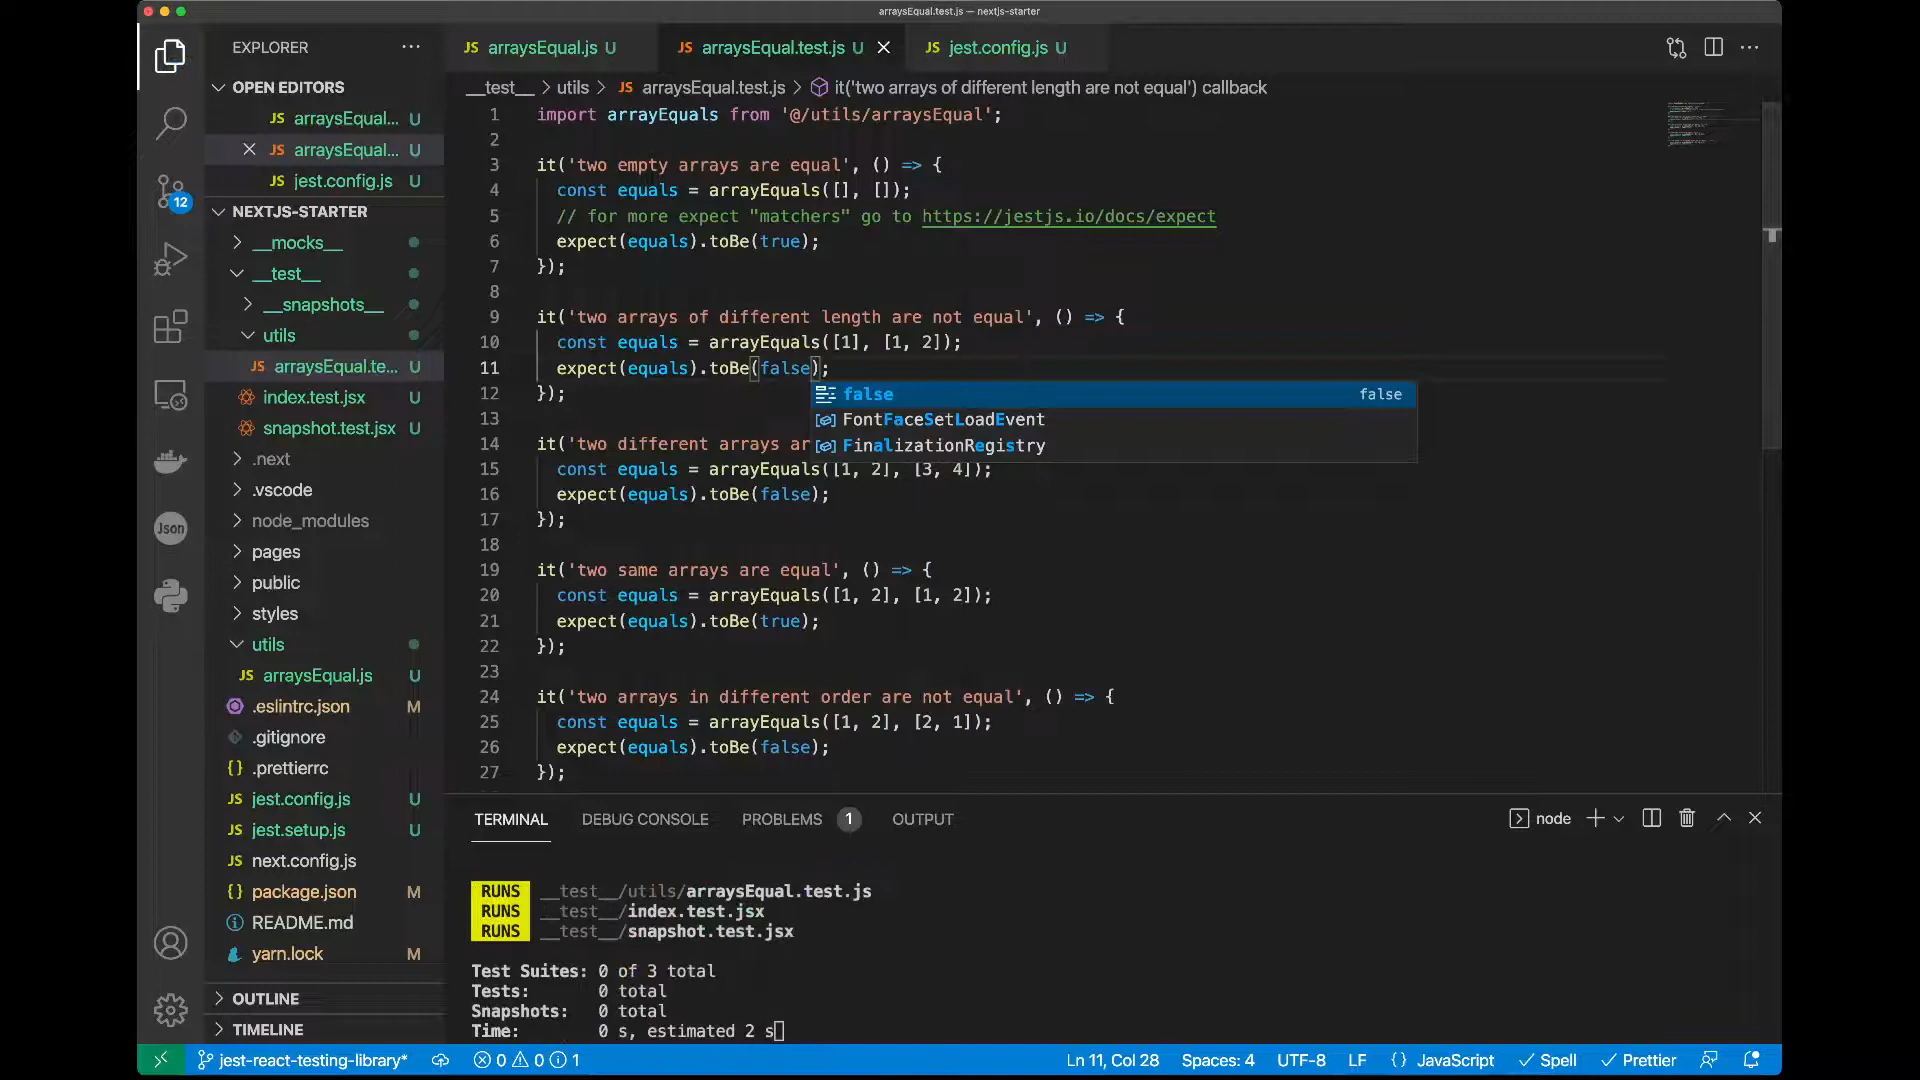 arraysEqual.test.js — nextjs-starter
EXPLORER ···
JS arraysEqual.js U
JS arraysEqual.test.js U
JS jest.config.js U
OPEN EDITORS
JS arraysEqual... U
JS arraysEqual... U
JS jest.config.js U
12
NEXTJS-STARTER
__mocks__
__test__
__snapshots__
utils
JS arraysEqual.te... U
index.test.jsx U
snapshot.test.jsx U
.next
.vscode
node_modules
Json
pages
public
styles
utils
JS arraysEqual.js U
.eslintrc.json M
.gitignore
{} .prettierrc
JS jest.config.js U
JS jest.setup.js U
JS next.config.js
{} package.json M
README.md
yarn.lock M
OUTLINE
TIMELINE
__test__ > utils > JS arraysEqual.test.js > it('two arrays of different length are not equal') callback
1 import arrayEquals from '@/utils/arraysEqual';
2
3 it('two empty arrays are equal', () => {
4 const equals = arrayEquals([], []);
5 // for more expect "matchers" go to https://jestjs.io/docs/expect
6 expect(equals).toBe(true);
7 });
8
9 it('two arrays of different length are not equal', () => {
10 const equals = arrayEquals([1], [1, 2]);
11 expect(equals).toBe(false);
12 });
false false
FontFaceSetLoadEvent
FinalizationRegistry
13
14 it('two different arrays ar
15 const equals = arrayEquals([1, 2], [3, 4]);
16 expect(equals).toBe(false);
17 });
18
19 it('two same arrays are equal', () => {
20 const equals = arrayEquals([1, 2], [1, 2]);
21 expect(equals).toBe(true);
22 });
23
24 it('two arrays in different order are not equal', () => {
25 const equals = arrayEquals([1, 2], [2, 1]);
26 expect(equals).toBe(false);
27 });
TERMINAL DEBUG CONSOLE PROBLEMS 1 OUTPUT
node
RUNS __test__/utils/arraysEqual.test.js
RUNS __test__/index.test.jsx
RUNS __test__/snapshot.test.jsx
Test Suites: 0 of 3 total
Tests: 0 total
Snapshots: 0 total
Time: 0 s, estimated 2 s
jest-react-testing-library* 0 0 1
Ln 11, Col 28 Spaces: 4 UTF-8 LF {} JavaScript Spell Prettier